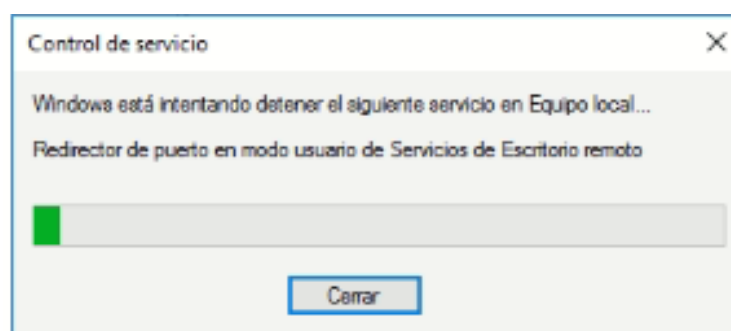 Control de servicio
Windows está intentando detener el siguiente servicio en Equipo local...
Redirector de puerto en modo usuario de Servicios de Escritorio remoto
Cerrar